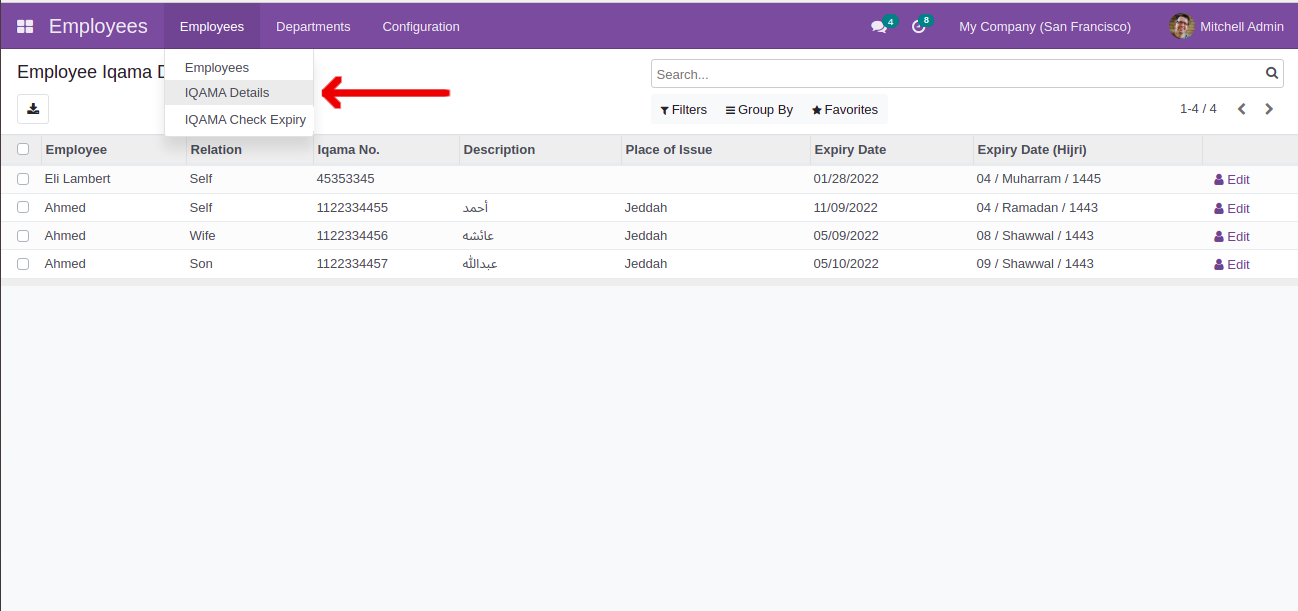 Employees Employees Departments Configuration 4 8 My Company (San Francisco) Mitchell Admin
Employee Iqama D
Search...
Employees
IQAMA Details
IQAMA Check Expiry
Filters Group By Favorites 1-4 / 4
Employee Relation Iqama No. Description Place of Issue Expiry Date Expiry Date (Hijri)
Eli Lambert Self 45353345 01/28/2022 04 / Muharram / 1445 Edit
Ahmed Self 1122334455 أحمد Jeddah 11/09/2022 04 / Ramadan / 1443 Edit
Ahmed Wife 1122334456 عائشه Jeddah 05/09/2022 08 / Shawwal / 1443 Edit
Ahmed Son 1122334457 عبدالله Jeddah 05/10/2022 09 / Shawwal / 1443 Edit